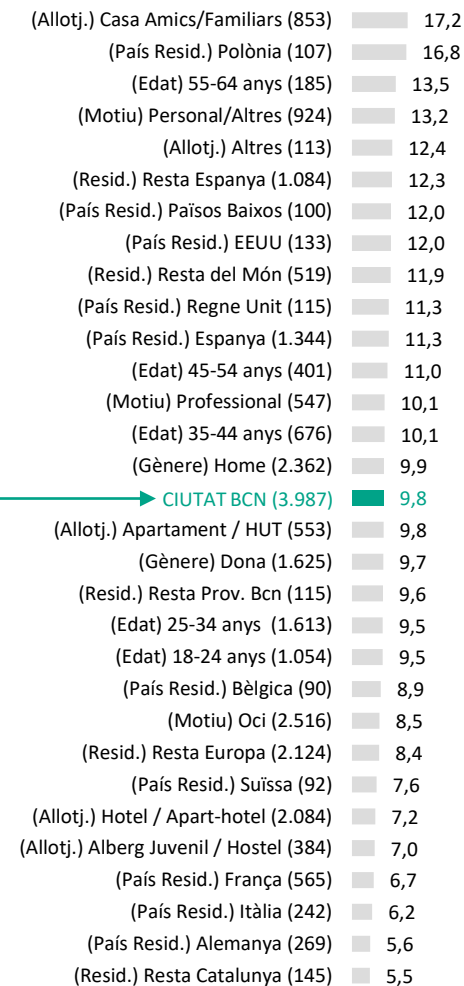 (Allotj.) Casa Amics/Familiars (853) 17,2
(País Resid.) Polònia (107) 16,8
(Edat) 55-64 anys (185) 13,5
(Motiu) Personal/Altres (924) 13,2
(Allotj.) Altres (113) 12,4
(Resid.) Resta Espanya (1.084) 12,3
(País Resid.) Països Baixos (100) 12,0
(País Resid.) EEUU (133) 12,0
(Resid.) Resta del Món (519) 11,9
(País Resid.) Regne Unit (115) 11,3
(País Resid.) Espanya (1.344) 11,3
(Edat) 45-54 anys (401) 11,0
(Motiu) Professional (547) 10,1
(Edat) 35-44 anys (676) 10,1
(Gènere) Home (2.362) 9,9
CIUTAT BCN (3.987) 9,8
(Allotj.) Apartament / HUT (553) 9,8
(Gènere) Dona (1.625) 9,7
(Resid.) Resta Prov. Bcn (115) 9,6
(Edat) 25-34 anys (1.613) 9,5
(Edat) 18-24 anys (1.054) 9,5
(País Resid.) Bèlgica (90) 8,9
(Motiu) Oci (2.516) 8,5
(Resid.) Resta Europa (2.124) 8,4
(País Resid.) Suïssa (92) 7,6
(Allotj.) Hotel / Apart-hotel (2.084) 7,2
(Allotj.) Alberg Juvenil / Hostel (384) 7,0
(País Resid.) França (565) 6,7
(País Resid.) Itàlia (242) 6,2
(País Resid.) Alemanya (269) 5,6
(Resid.) Resta Catalunya (145) 5,5